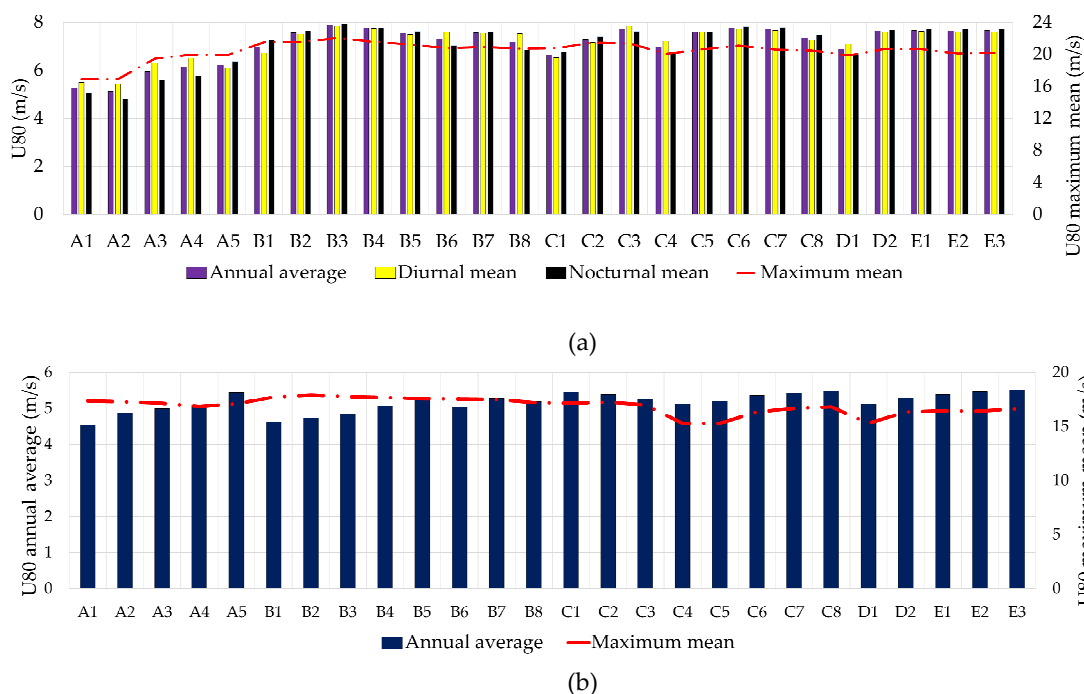 8
6
4
2
0
U80 (m/s)
24
20
16
12
8
4
0
U80 maximum mean (m/s)
A1 A2 A3 A4 A5 B1 B2 B3 B4 B5 B6 B7 B8 C1 C2 C3 C4 C5 C6 C7 C8 D1 D2 E1 E2 E3
Annual average Diurnal mean Nocturnal mean Maximum mean
(a)
6
5
4
3
2
1
0
U80 annual average (m/s)
20
15
10
5
0
U80 maximum mean (m/s)
A1 A2 A3 A4 A5 B1 B2 B3 B4 B5 B6 B7 B8 C1 C2 C3 C4 C5 C6 C7 C8 D1 D2 E1 E2 E3
Annual average Maximum mean
(b)